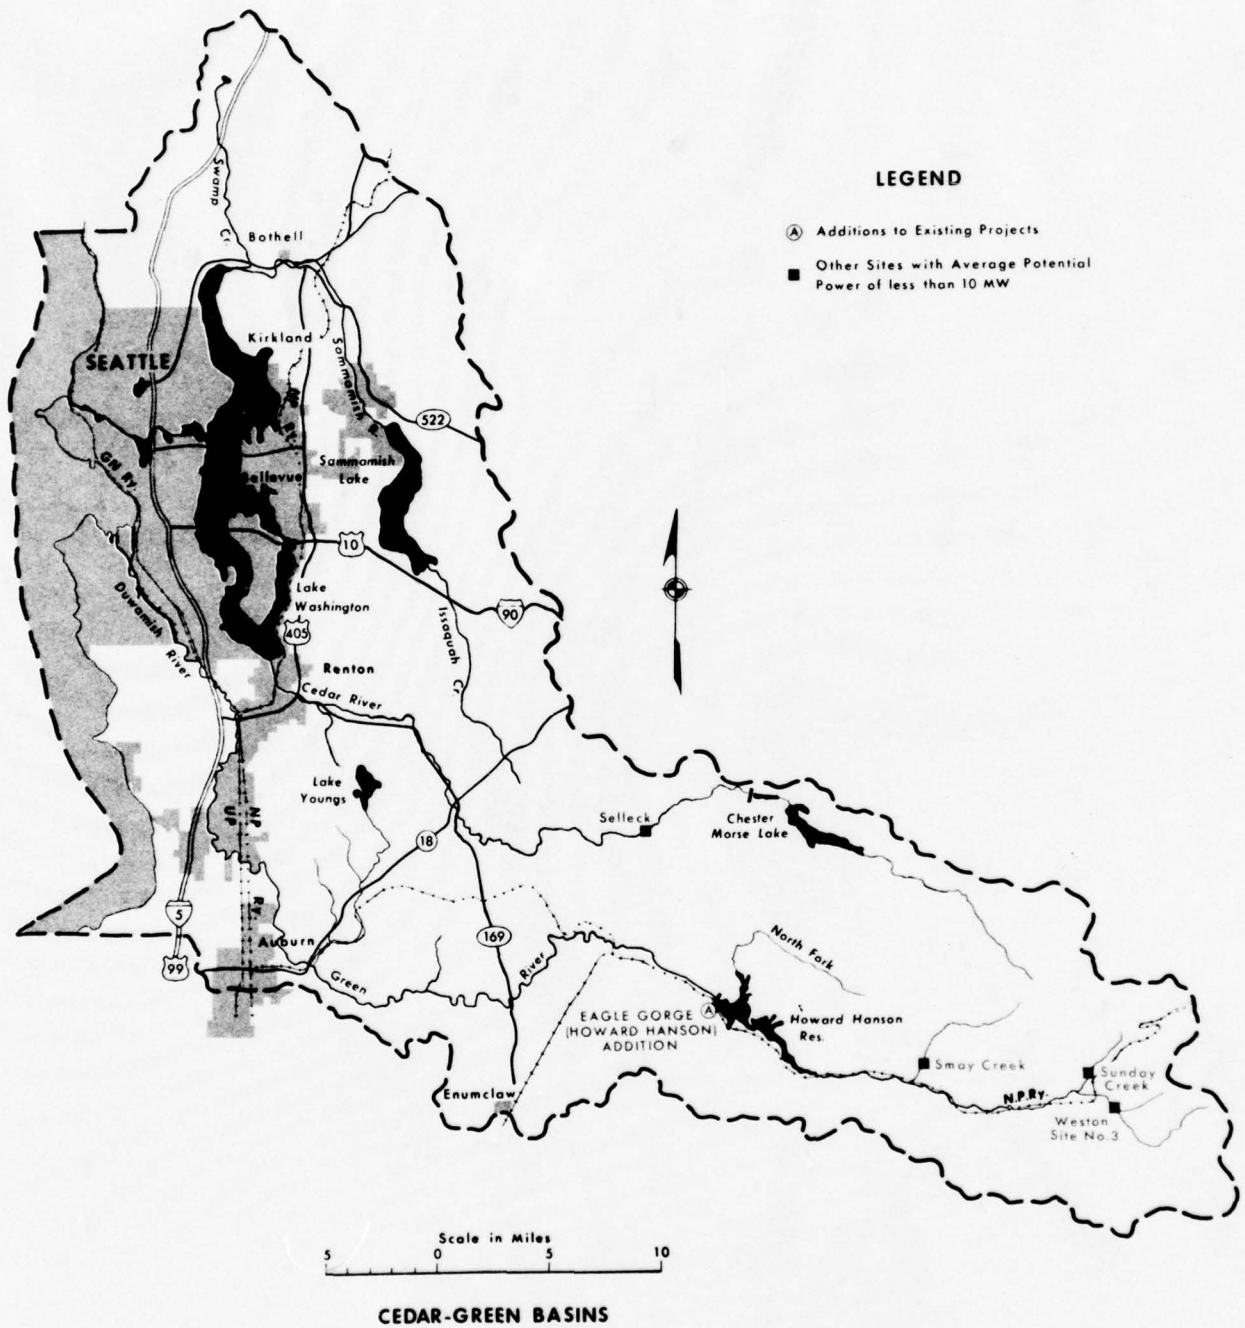 LEGEND
A Additions to Existing Projects
Other Sites with Average Potential
Power of less than 10 MW
Swamp
Cr.
Bothell
Kirkland
SEATTLE
Sammamish R.
NP Ry.
522
GN Ry.
Bellevue
Sammamish
Lake
10
Duwamish
River
Lake
Washington
405
90
Issaquah Cr.
Renton
Cedar River
Lake
Youngs
Selleck
Chester
Morse Lake
NP
UP
Ry.
18
5
99
Auburn
169
Green
River
North Fork
EAGLE GORGE
(HOWARD HANSON)
ADDITION
A
Howard Hanson
Res.
Smay Creek
Sunday
Creek
N.P.Ry.
Weston
Site No.3
Enumclaw
Scale in Miles
5 0 5 10
CEDAR-GREEN BASINS